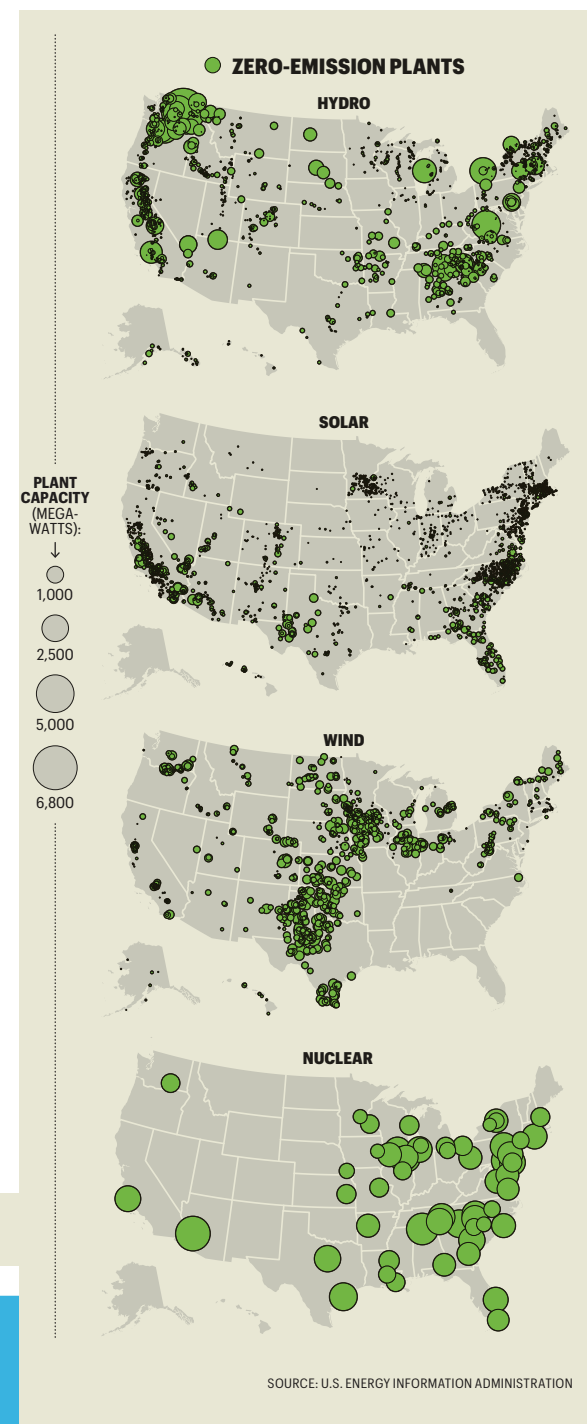 ZERO-EMISSION PLANTS
HYDRO
SOLAR
PLANT
CAPACITY
(MEGA-
WATTS):
1,000
2,500
5,000
6,800
WIND
NUCLEAR
SOURCE: U.S. ENERGY INFORMATION ADMINISTRATION